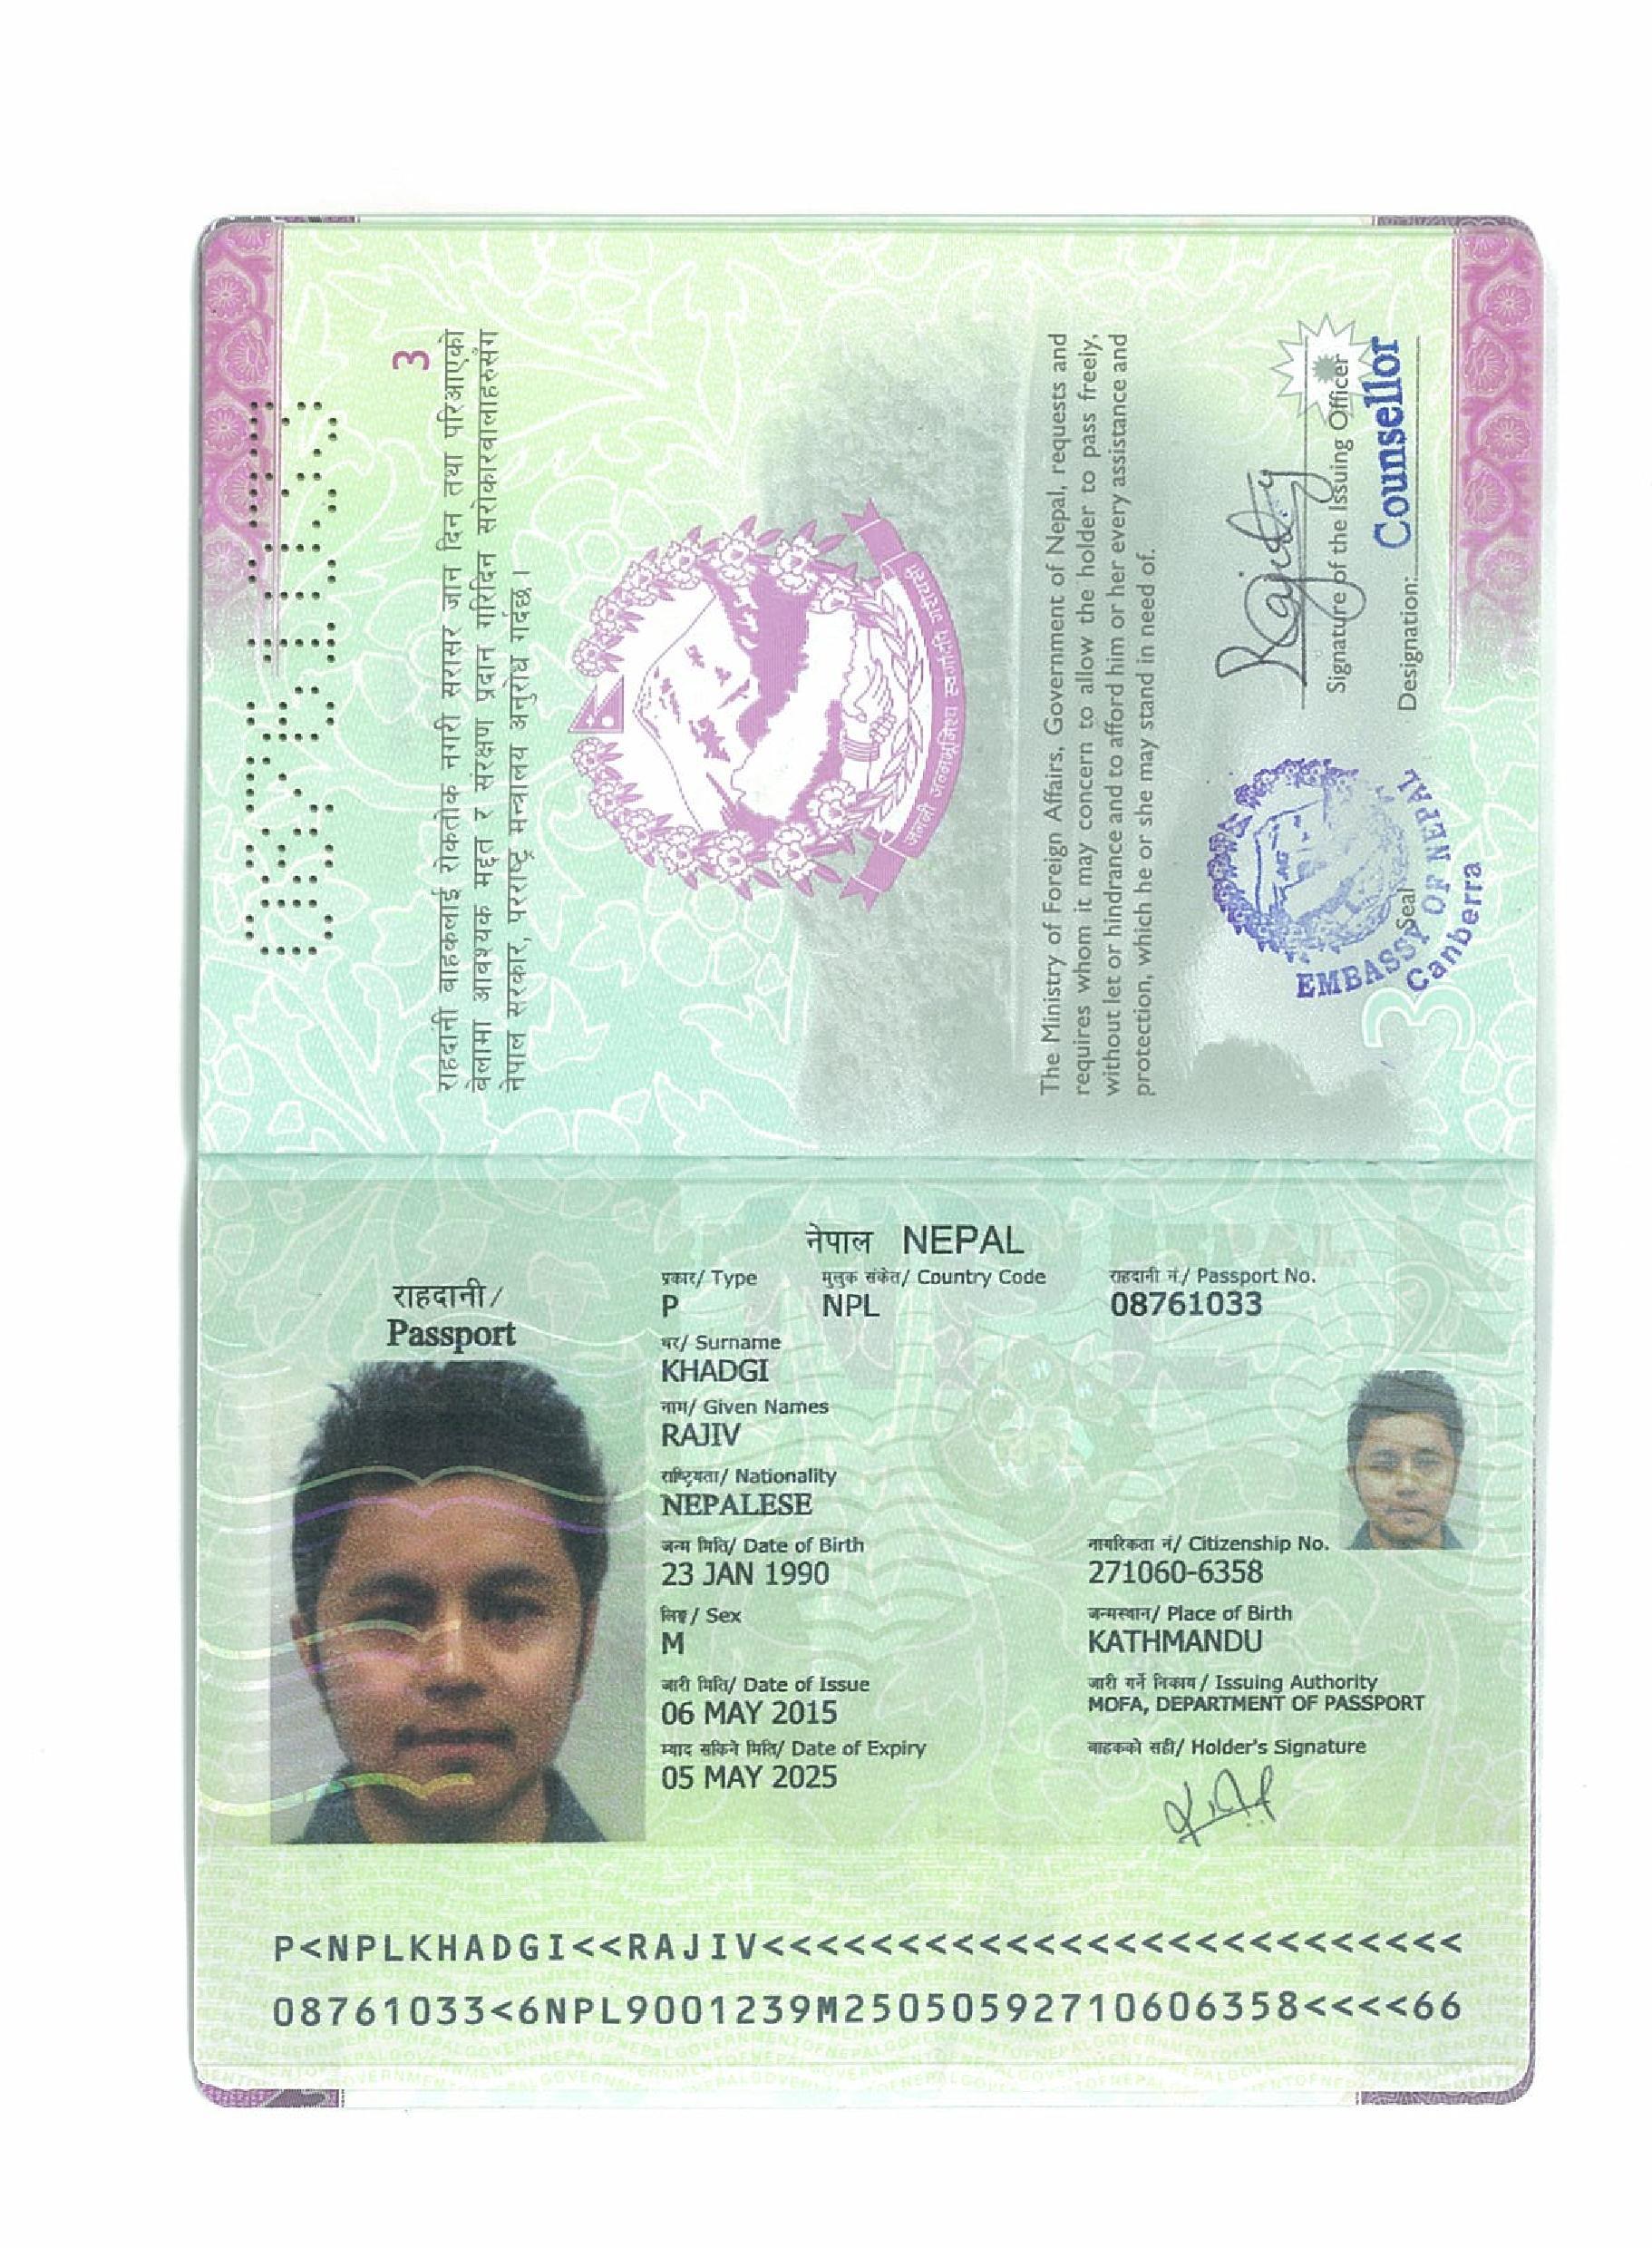 08761033
3
राहदानी बाहकलाई रोकतोक नगरी सरासर जान दिन तथा परिआएको
बेलामा आवश्यक मद्दत र संरक्षण प्रदान गरिदिन सरोकारवालाहरुसंग
नेपाल सरकार, परराष्ट्र मन्त्रालय अनुरोध गर्दछ ।
जननी जन्मभूमिश्च स्वर्गादपि गरीयसी
The Ministry of Foreign Affairs, Government of Nepal, requests and
requires whom it may concern to allow the holder to pass freely,
without let or hindrance and to afford him or her every assistance and
protection, which he or she may stand in need of.
Signature of the Issuing Officer
Designation: Counsellor
Seal
EMBASSY OF NEPAL
Canberra
3
नेपाल NEPAL
राहदानी/
Passport
प्रकार/ Type
P
मुलुक संकेत/ Country Code
NPL
राहदानी नं/ Passport No.
08761033
थर/ Surname
KHADGI
नाम/ Given Names
RAJIV
राष्ट्रियता/ Nationality
NEPALESE
जन्म मिति/ Date of Birth
23 JAN 1990
नागरिकता नं/ Citizenship No.
271060-6358
लिङ्ग/ Sex
M
जन्मस्थान/ Place of Birth
KATHMANDU
जारी मिति/ Date of Issue
06 MAY 2015
जारी गर्ने निकाय/ Issuing Authority
MOFA, DEPARTMENT OF PASSPORT
म्याद सकिने मिति/ Date of Expiry
05 MAY 2025
बाहकको सही/ Holder's Signature
P<NPLKHADGI<<RAJIV<<<<<<<<<<<<<<<<<<<<<<<<<<
08761033<6NPL9001239M25050592710606358<<<<66